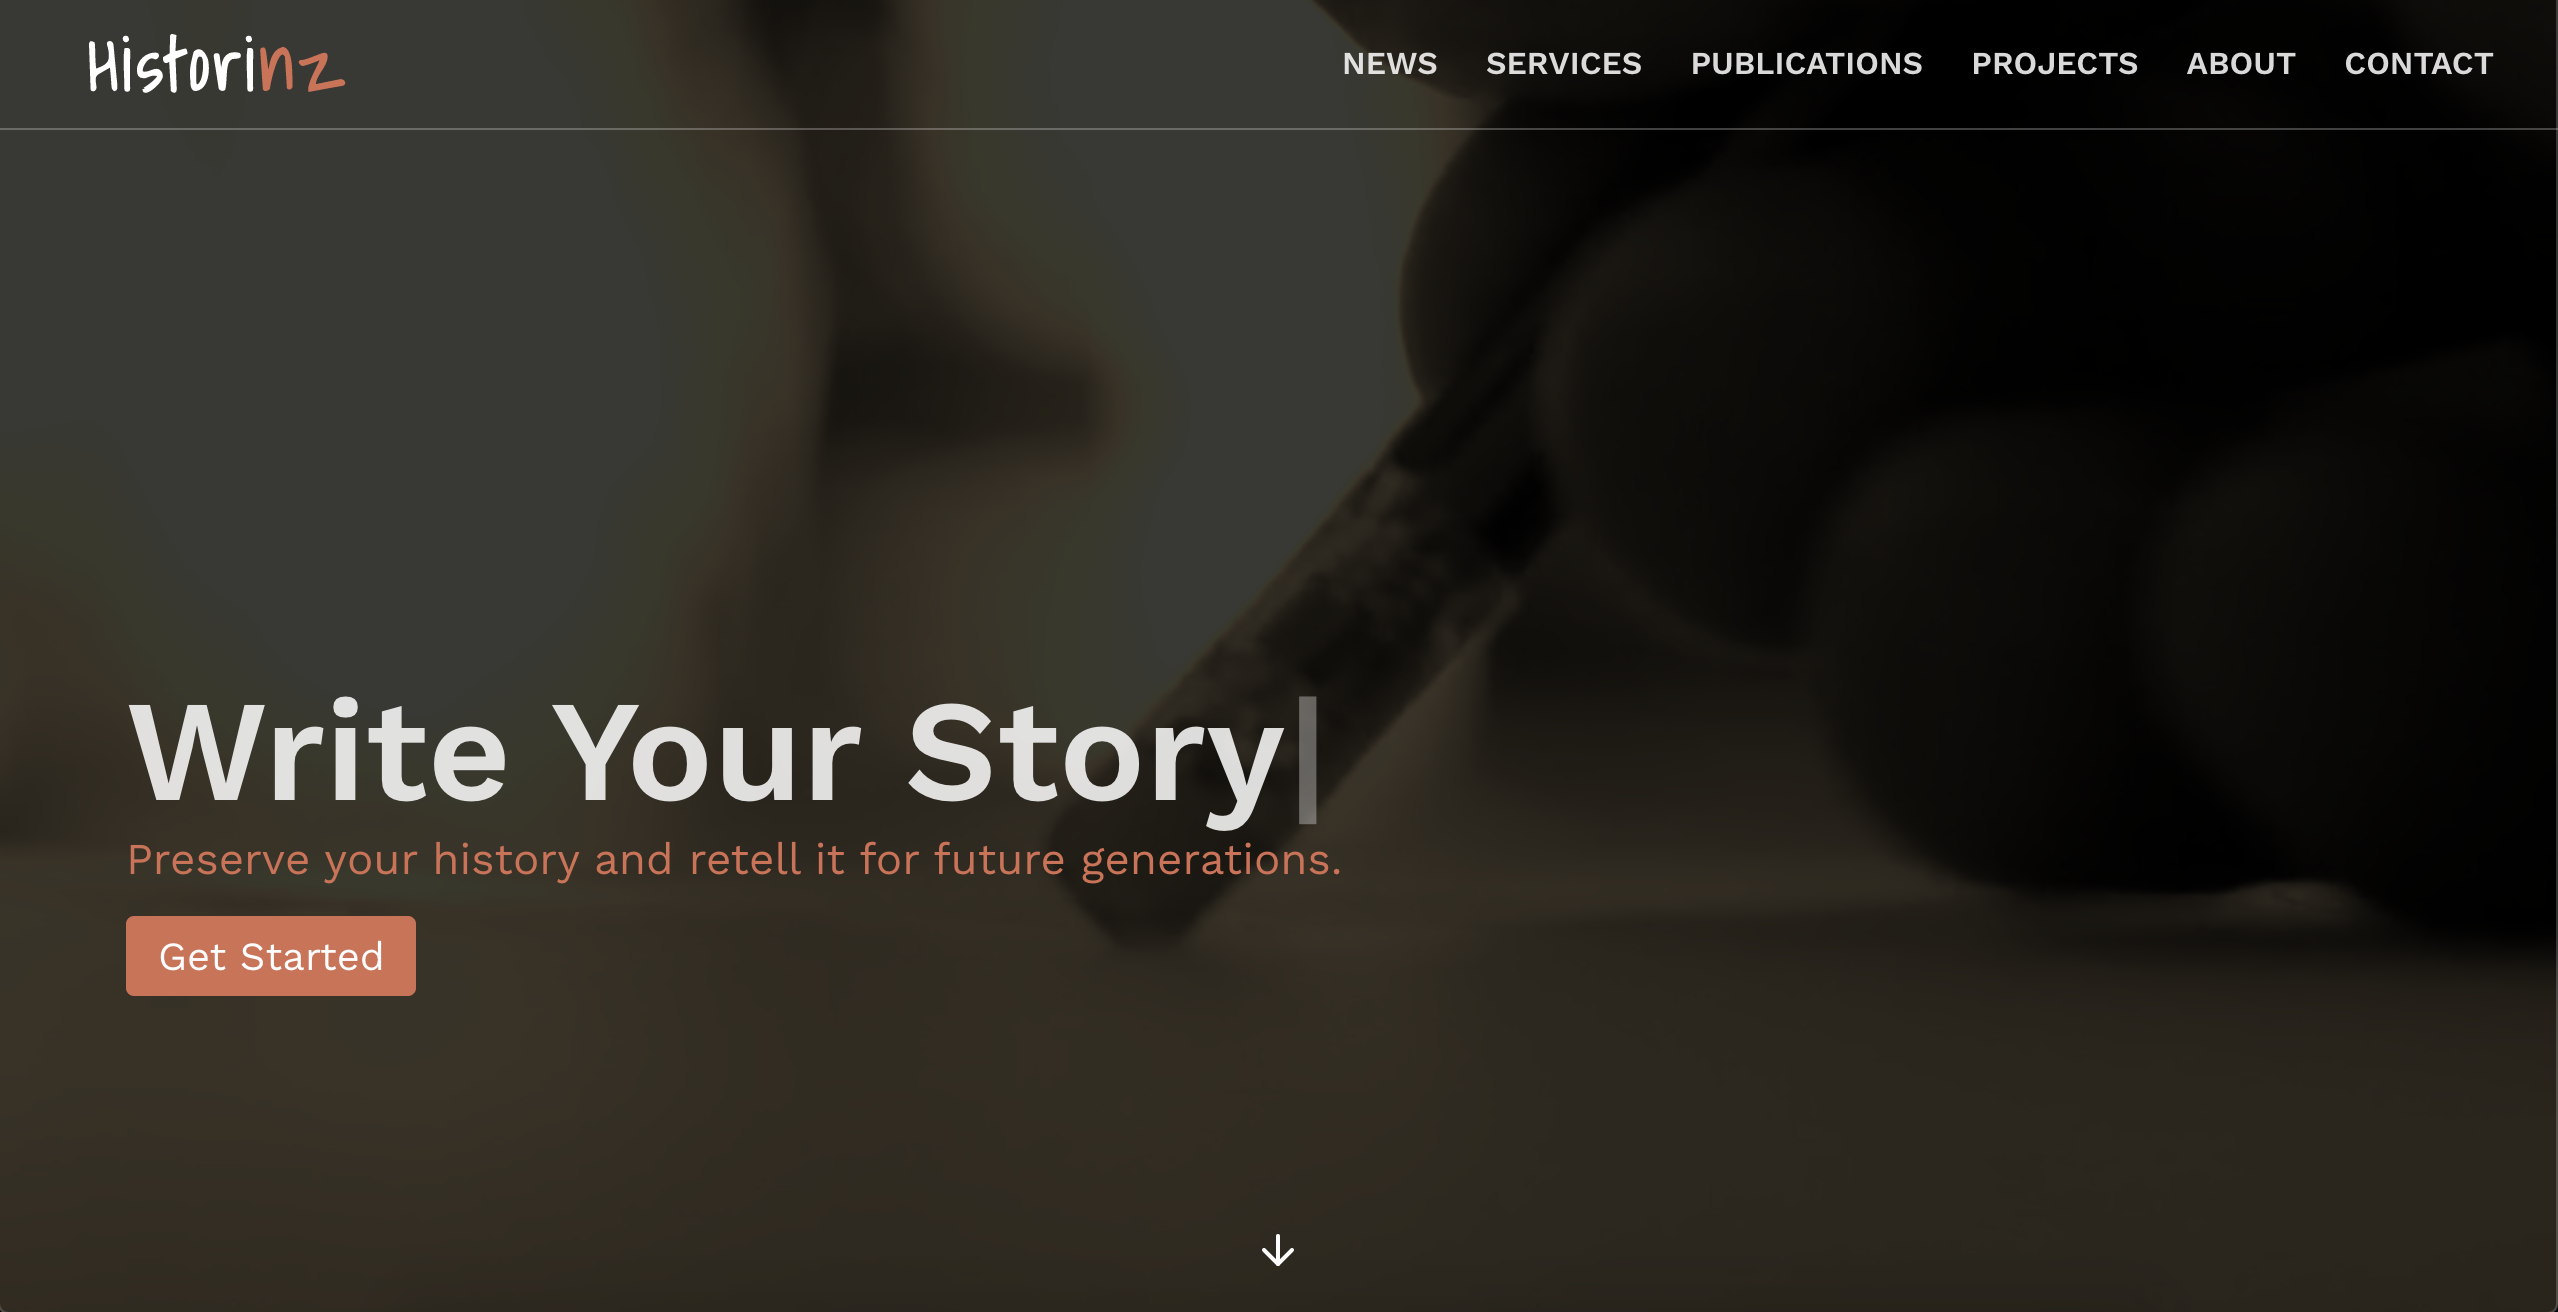 Historinz
NEWS SERVICES PUBLICATIONS PROJECTS ABOUT CONTACT
Write Your Story|
Preserve your history and retell it for future generations.
Get Started